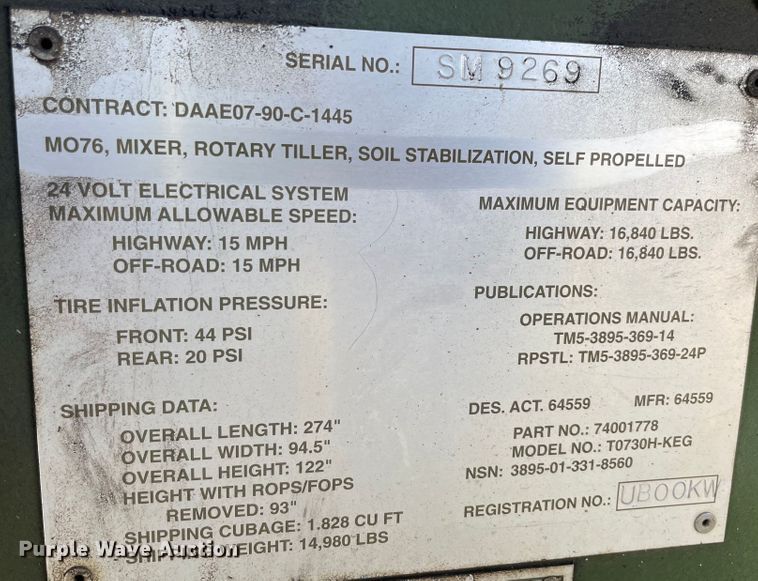 SERIAL NO.: SM 9269
CONTRACT: DAAE07-90-C-1445
MO76, MIXER, ROTARY TILLER, SOIL STABILIZATION, SELF PROPELLED
24 VOLT ELECTRICAL SYSTEM
MAXIMUM ALLOWABLE SPEED:
HIGHWAY: 15 MPH
OFF-ROAD: 15 MPH
MAXIMUM EQUIPMENT CAPACITY:
HIGHWAY: 16,840 LBS.
OFF-ROAD: 16,840 LBS.
TIRE INFLATION PRESSURE:
FRONT: 44 PSI
REAR: 20 PSI
PUBLICATIONS:
OPERATIONS MANUAL:
TM5-3895-369-14
RPSTL: TM5-3895-369-24P
SHIPPING DATA:
OVERALL LENGTH: 274"
OVERALL WIDTH: 94.5"
OVERALL HEIGHT: 122"
HEIGHT WITH ROPS/FOPS
REMOVED: 93"
SHIPPING CUBAGE: 1.828 CU FT
SHIPPING WEIGHT: 14,980 LBS
DES. ACT. 64559 MFR: 64559
PART NO.: 74001778
MODEL NO.: T0730H-KEG
NSN: 3895-01-331-8560
REGISTRATION NO.: UB00KW
Purple Wave Auction